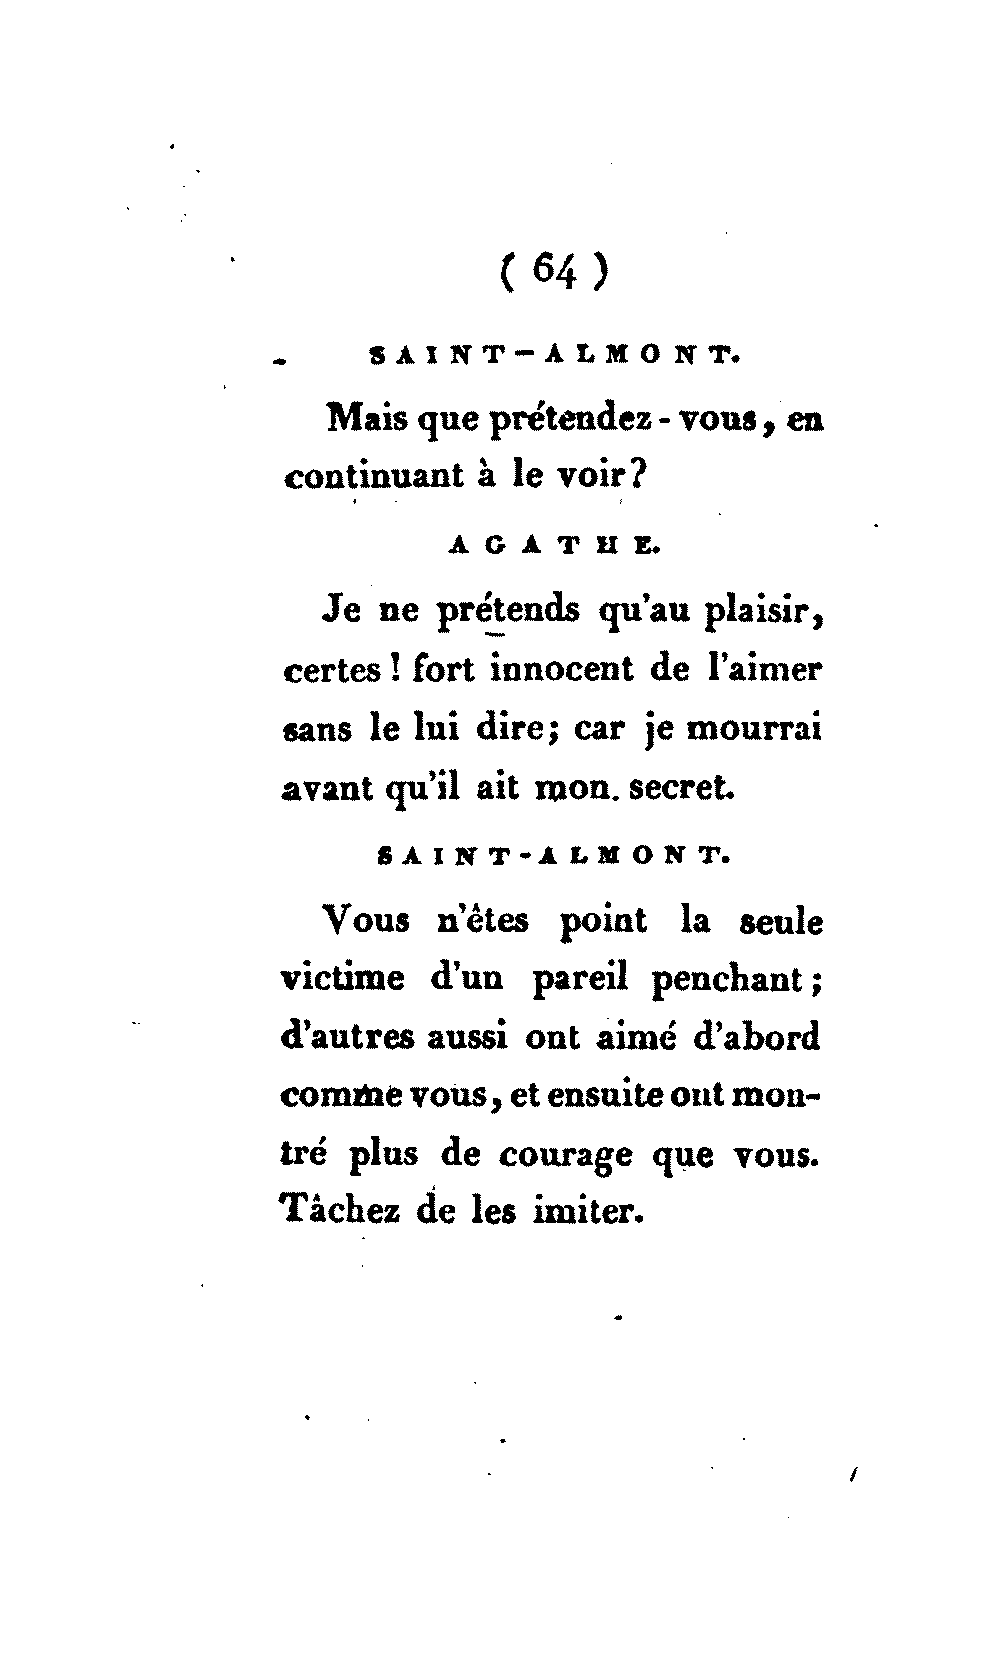 ( 64 )
SAINT-ALMONT.
Mais que prétendez-vous, en
continuant à le voir?
AGATHE.
Je ne prétends qu'au plaisir,
certes ! fort innocent de l'aimer
sans le lui dire; car je mourrai
avant qu'il ait mon. secret.
SAINT-ALMONT.
Vous n'êtes point la seule
victime d'un pareil penchant ;
d'autres aussi ont aimé d'abord
comme vous, et ensuite ont mon-
tré plus de courage que vous.
Tâchez de les imiter.